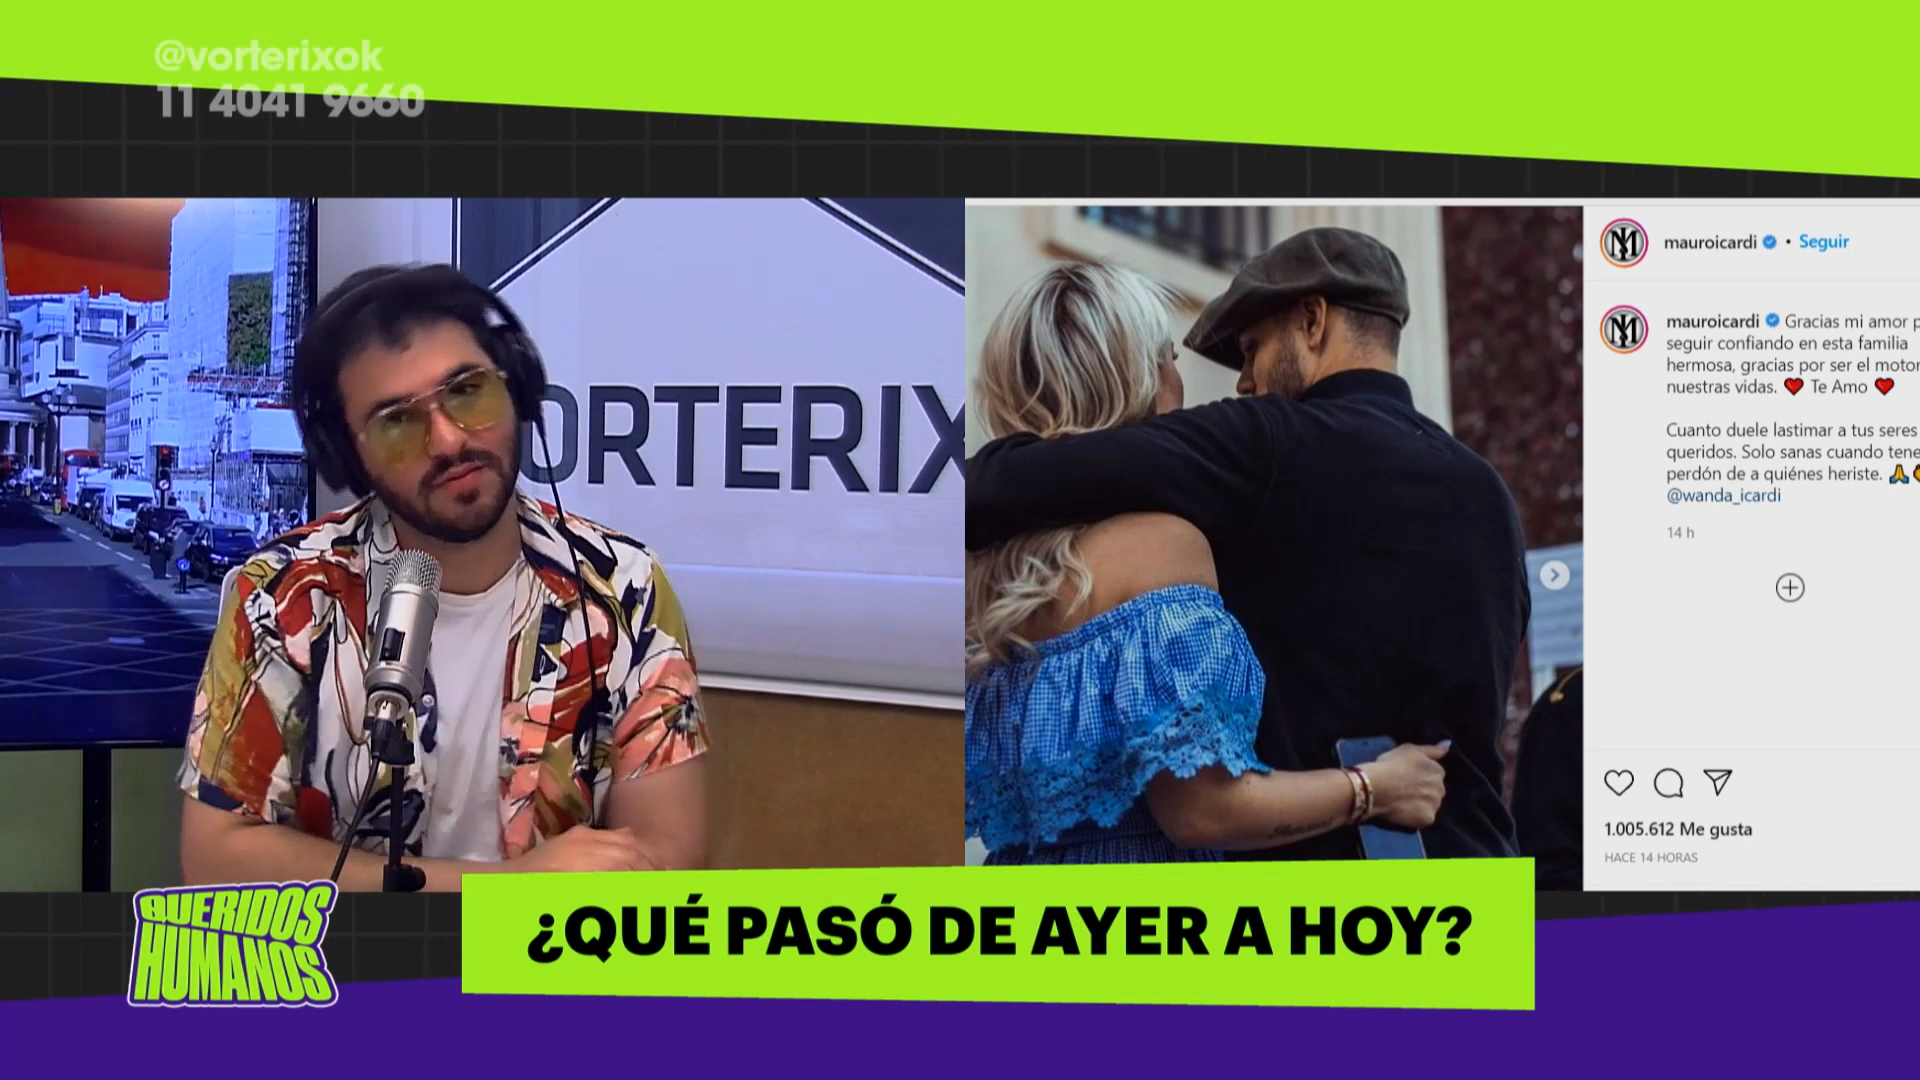 @vorterixok
11 4041 9660
ORTERIX
mauroicardi • Seguir
mauroicardi Gracias mi amor p
seguir confiando en esta familia
hermosa, gracias por ser el motor
nuestras vidas. ❤️ Te Amo ❤️
Cuanto duele lastimar a tus seres
queridos. Solo sanas cuando tene
perdón de a quiénes heriste. 🙏
@wanda_icardi
14 h
1.005.612 Me gusta
HACE 14 HORAS
QUERIDOS
HUMANOS
¿QUÉ PASÓ DE AYER A HOY?